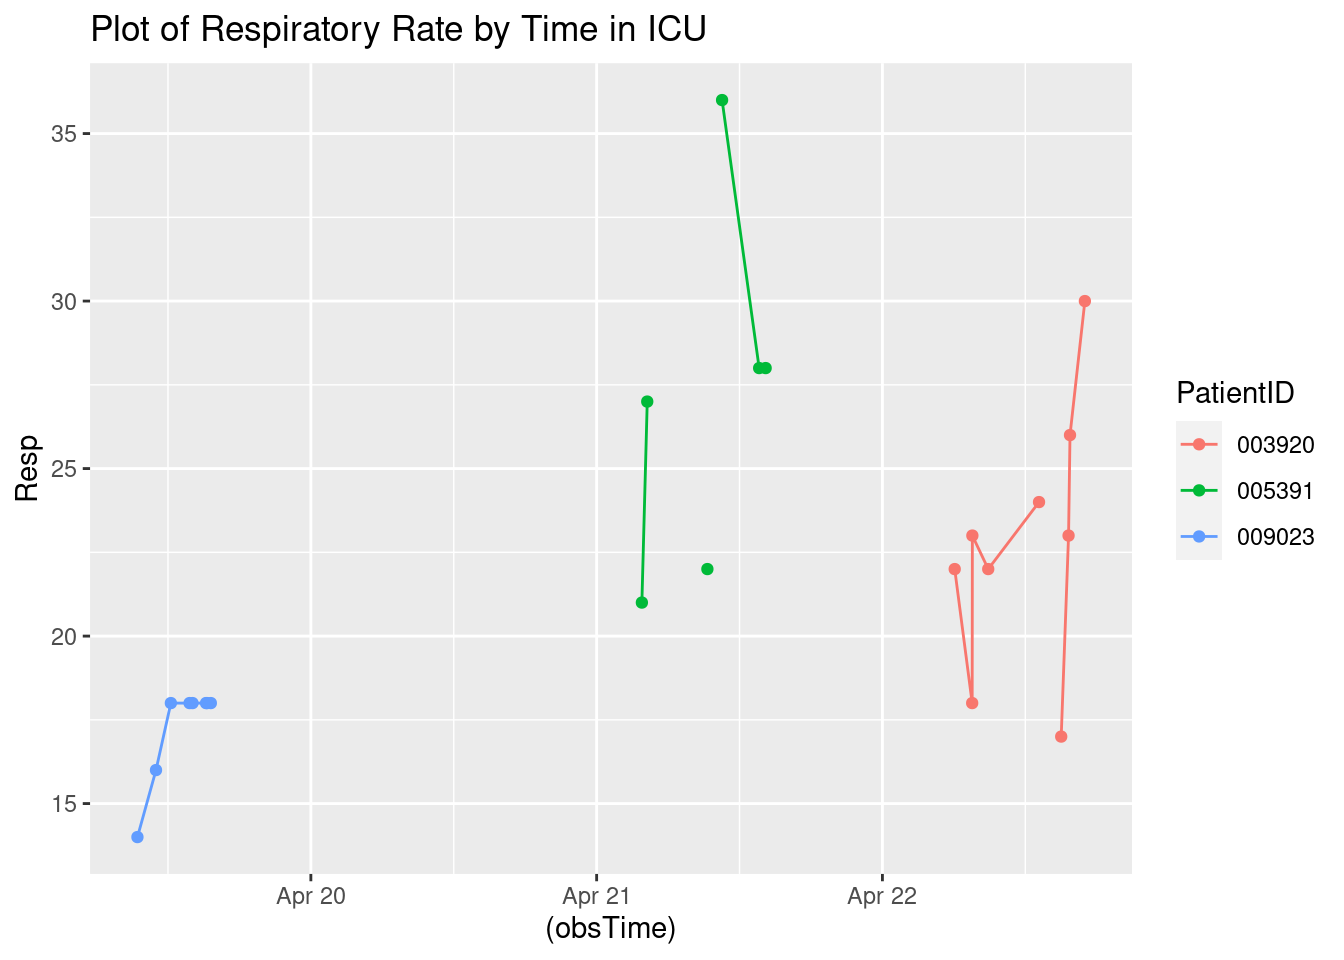 Plot of Respiratory Rate by Time in ICU
35
30
25
20
15
Resp
Apr 20
Apr 21
Apr 22
(obsTime)
PatientID
003920
005391
009023